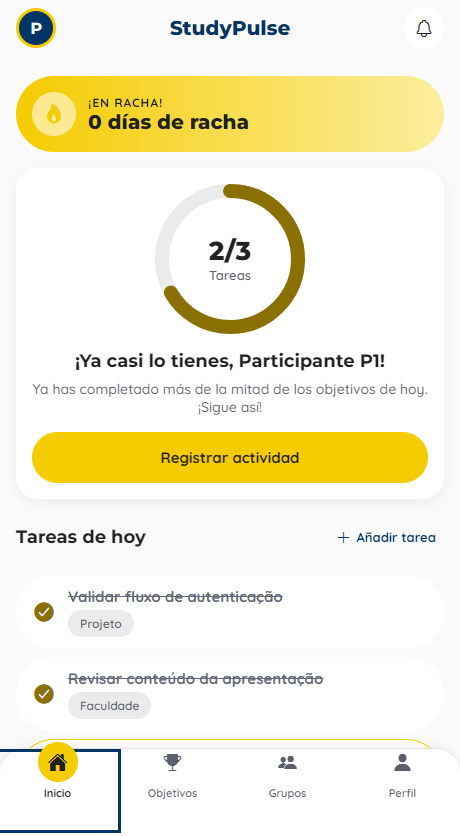 P
StudyPulse
¡EN RACHA!
0 días de racha
2/3
Tareas
¡Ya casi lo tienes, Participante P1!
Ya has completado más de la mitad de los objetivos de hoy.
¡Sigue así!
Registrar actividad
Tareas de hoy
Añadir tarea
Validar fluxo de autenticação
Projeto
Revisar conteúdo da apresentação
Faculdade
Inicio
Objetivos
Grupos
Perfil